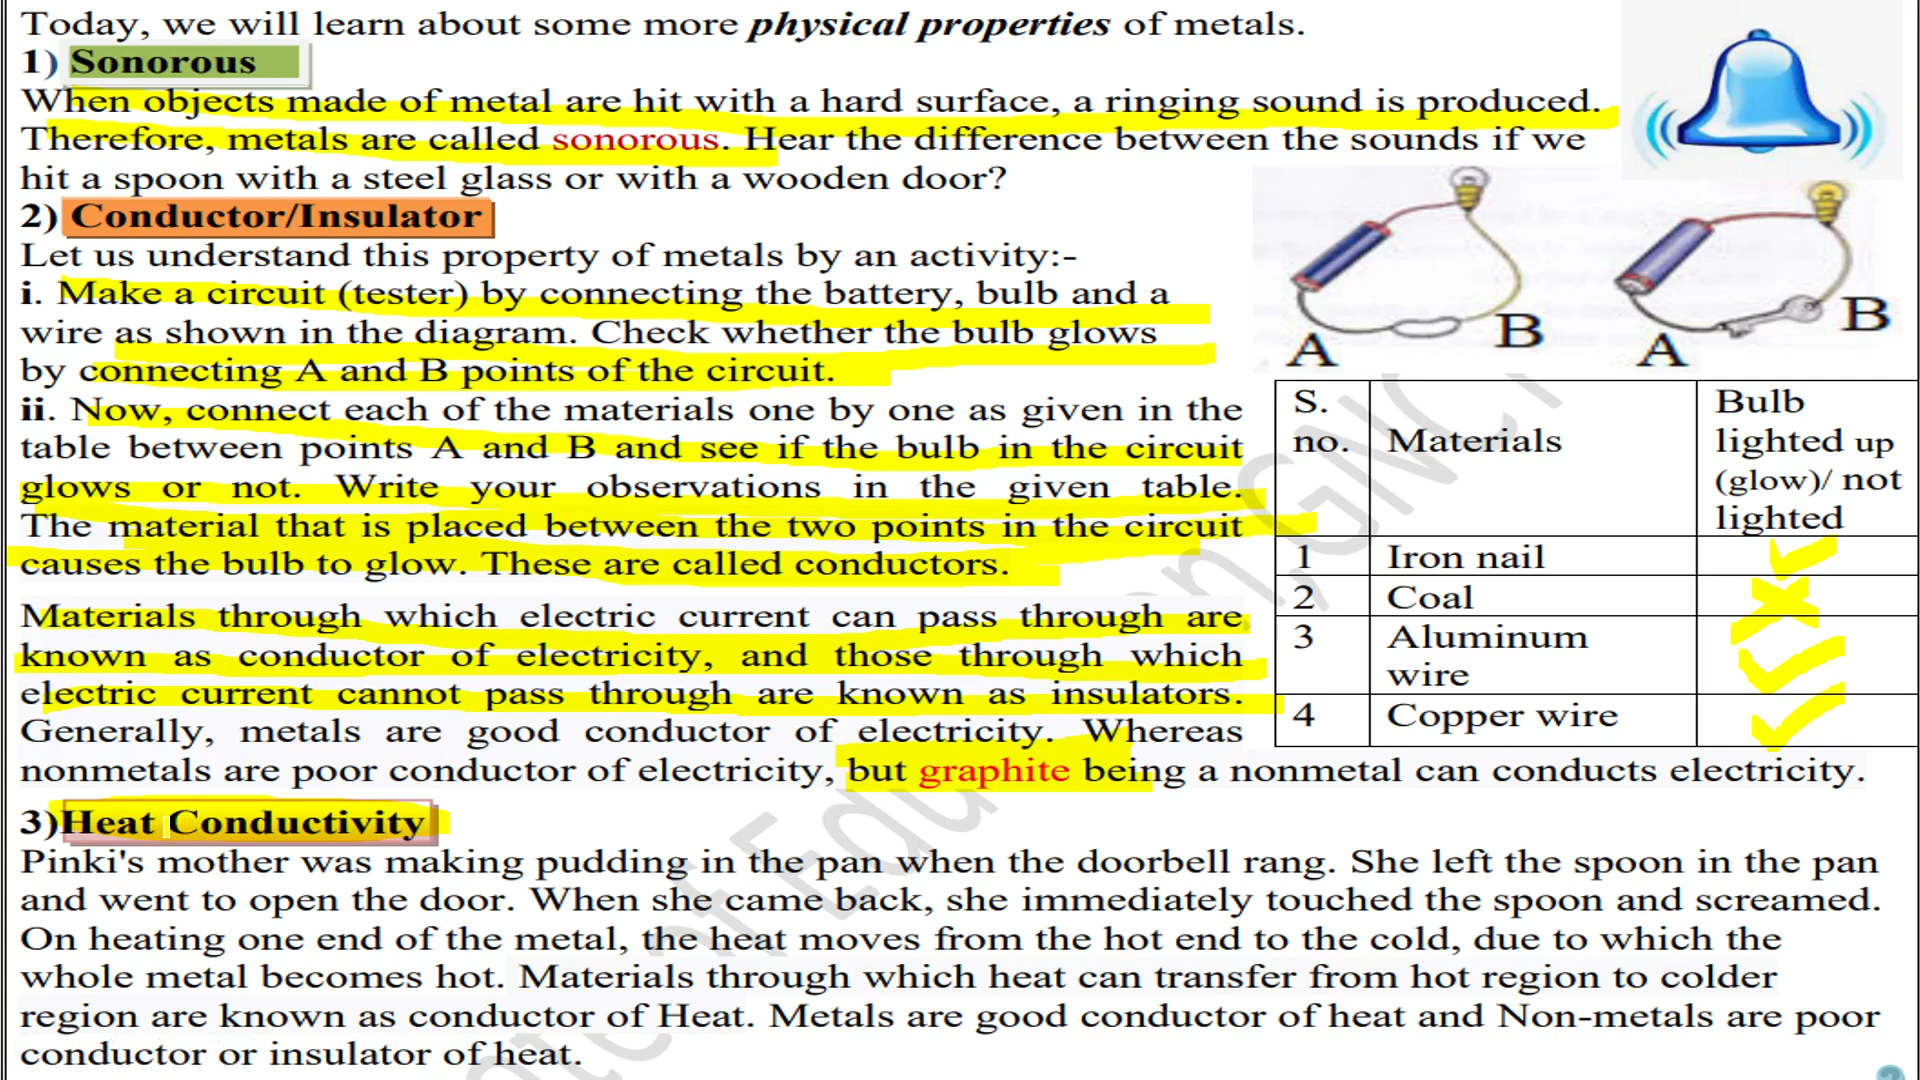 Today, we will learn about some more physical properties of metals.
1) Sonorous
When objects made of metal are hit with a hard surface, a ringing sound is produced.
Therefore, metals are called sonorous. Hear the difference between the sounds if we
hit a spoon with a steel glass or with a wooden door?
2) Conductor/Insulator
Let us understand this property of metals by an activity:-
i. Make a circuit (tester) by connecting the battery, bulb and a
wire as shown in the diagram. Check whether the bulb glows
by connecting A and B points of the circuit.
ii. Now, connect each of the materials one by one as given in the
table between points A and B and see if the bulb in the circuit
glows or not. Write your observations in the given table.
The material that is placed between the two points in the circuit
causes the bulb to glow. These are called conductors.
Materials through which electric current can pass through are
known as conductor of electricity, and those through which
electric current cannot pass through are known as insulators.
Generally, metals are good conductor of electricity. Whereas
nonmetals are poor conductor of electricity, but graphite being a nonmetal can conducts electricity.
A B A B
S. no. Materials Bulb lighted up (glow)/ not lighted
1 Iron nail
2 Coal
3 Aluminum wire
4 Copper wire
3)Heat Conductivity
Pinki's mother was making pudding in the pan when the doorbell rang. She left the spoon in the pan
and went to open the door. When she came back, she immediately touched the spoon and screamed.
On heating one end of the metal, the heat moves from the hot end to the cold, due to which the
whole metal becomes hot. Materials through which heat can transfer from hot region to colder
region are known as conductor of Heat. Metals are good conductor of heat and Non-metals are poor
conductor or insulator of heat.